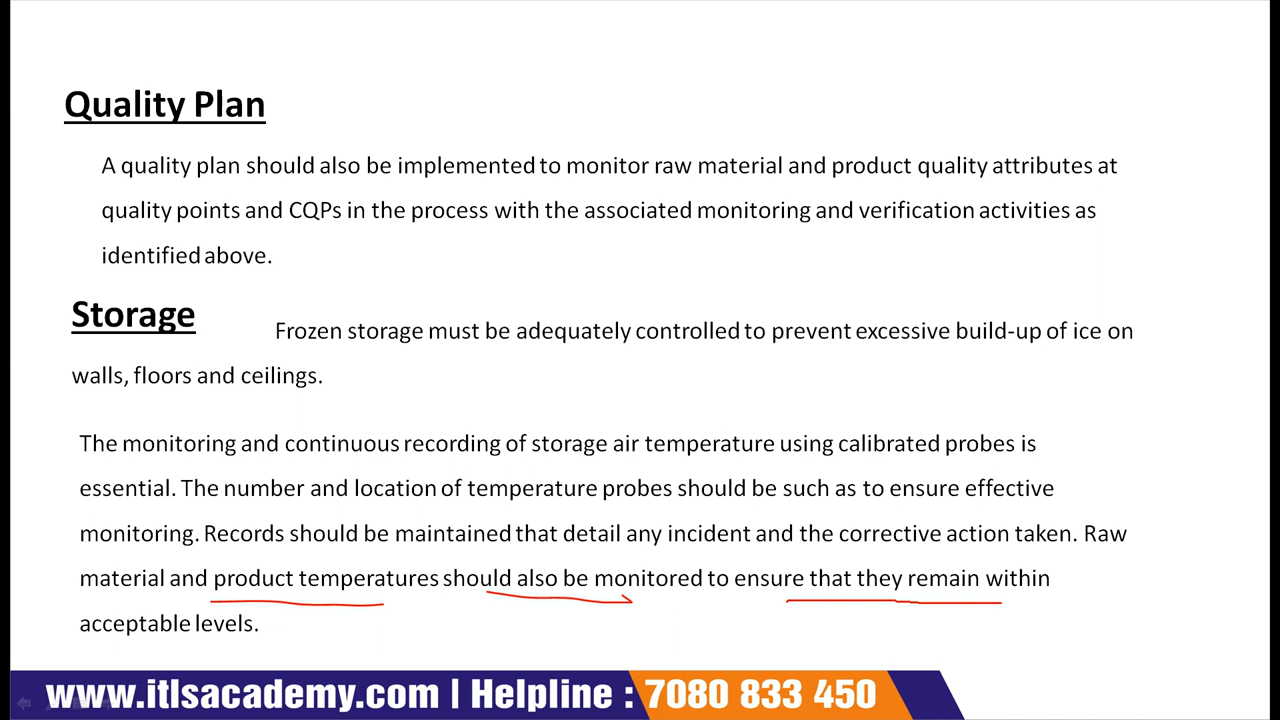 Quality Plan
A quality plan should also be implemented to monitor raw material and product quality attributes at
quality points and CQPs in the process with the associated monitoring and verification activities as
identified above.
Storage
Frozen storage must be adequately controlled to prevent excessive build-up of ice on
walls, floors and ceilings.
The monitoring and continuous recording of storage air temperature using calibrated probes is
essential. The number and location of temperature probes should be such as to ensure effective
monitoring. Records should be maintained that detail any incident and the corrective action taken. Raw
material and product temperatures should also be monitored to ensure that they remain within
acceptable levels.
www.itlsacademy.com | Helpline : 7080 833 450